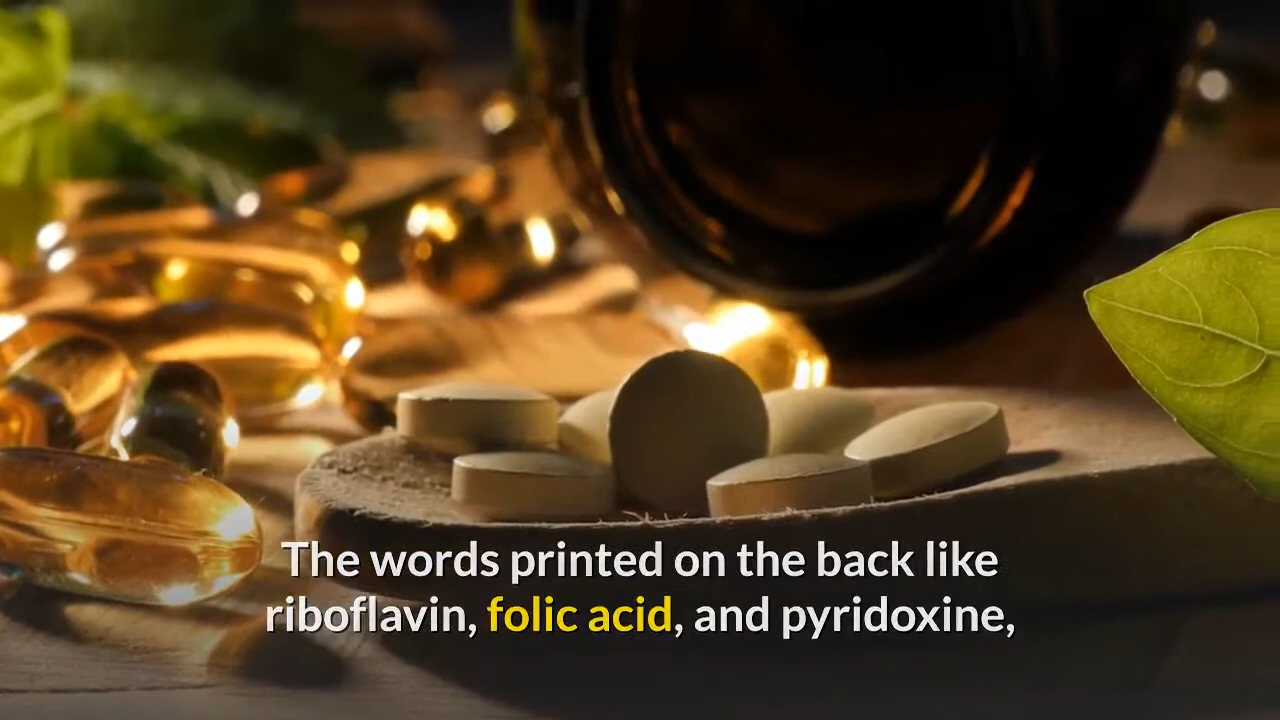 The words printed on the back like
riboflavin, folic acid, and pyridoxine,